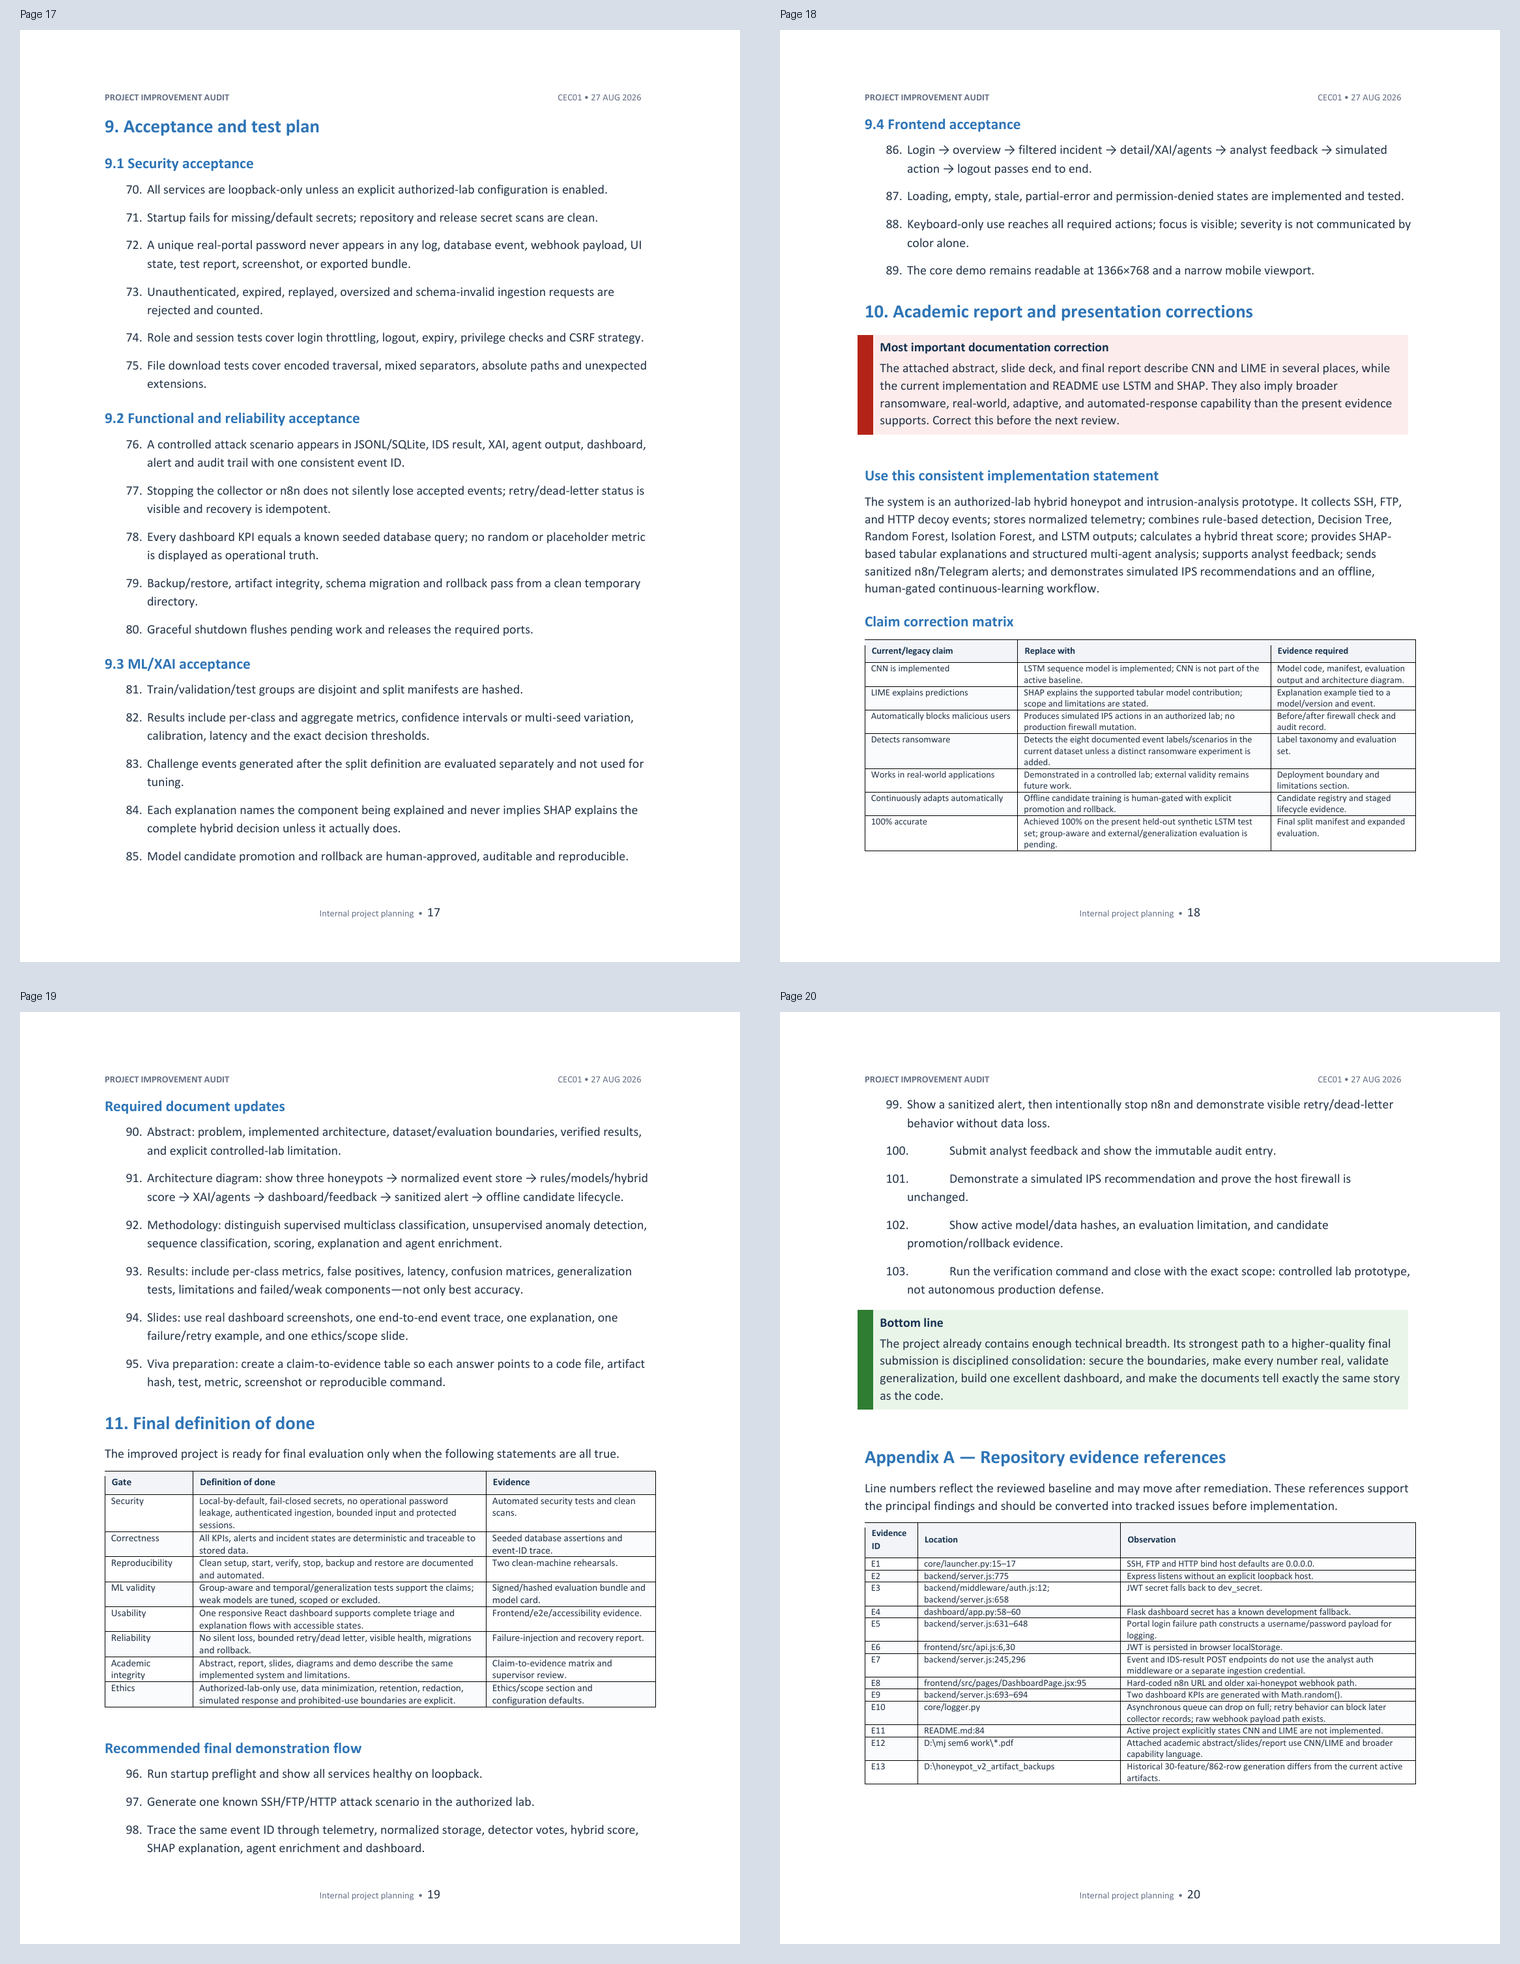 Page 17
PROJECT IMPROVEMENT AUDIT
CEC01 • 27 AUG 2026
9. Acceptance and test plan
9.1 Security acceptance
70. All services are loopback-only unless an explicit authorized-lab configuration is enabled.
71. Startup fails for missing/default secrets; repository and release secret scans are clean.
72. A unique real-portal password never appears in any log, database event, webhook payload, UI
state, test report, screenshot, or exported bundle.
73. Unauthenticated, expired, replayed, oversized and schema-invalid ingestion requests are
rejected and counted.
74. Role and session tests cover login throttling, logout, expiry, privilege checks and CSRF strategy.
75. File download tests cover encoded traversal, mixed separators, absolute paths and unexpected
extensions.
9.2 Functional and reliability acceptance
76. A controlled attack scenario appears in JSONL/SQLite, IDS result, XAI, agent output, dashboard,
alert and audit trail with one consistent event ID.
77. Stopping the collector or n8n does not silently lose accepted events; retry/dead-letter status is
visible and recovery is idempotent.
78. Every dashboard KPI equals a known seeded database query; no random or placeholder metric
is displayed as operational truth.
79. Backup/restore, artifact integrity, schema migration and rollback pass from a clean temporary
directory.
80. Graceful shutdown flushes pending work and releases the required ports.
9.3 ML/XAI acceptance
81. Train/validation/test groups are disjoint and split manifests are hashed.
82. Results include per-class and aggregate metrics, confidence intervals or multi-seed variation,
calibration, latency and the exact decision thresholds.
83. Challenge events generated after the split definition are evaluated separately and not used for
tuning.
84. Each explanation names the component being explained and never implies SHAP explains the
complete hybrid decision unless it actually does.
85. Model candidate promotion and rollback are human-approved, auditable and reproducible.
Internal project planning • 17
Page 18
PROJECT IMPROVEMENT AUDIT
CEC01 • 27 AUG 2026
9.4 Frontend acceptance
86. Login → overview → filtered incident → detail/XAI/agents → analyst feedback → simulated
action → logout passes end to end.
87. Loading, empty, stale, partial-error and permission-denied states are implemented and tested.
88. Keyboard-only use reaches all required actions; focus is visible; severity is not communicated by
color alone.
89. The core demo remains readable at 1366×768 and a narrow mobile viewport.
10. Academic report and presentation corrections
Most important documentation correction
The attached abstract, slide deck, and final report describe CNN and LIME in several places, while
the current implementation and README use LSTM and SHAP. They also imply broader
ransomware, real-world, adaptive, and automated-response capability than the present evidence
supports. Correct this before the next review.
Use this consistent implementation statement
The system is an authorized-lab hybrid honeypot and intrusion-analysis prototype. It collects SSH, FTP,
and HTTP decoy events; stores normalized telemetry; combines rule-based detection, Decision Tree,
Random Forest, Isolation Forest, and LSTM outputs; calculates a hybrid threat score; provides SHAP-
based tabular explanations and structured multi-agent analysis; supports analyst feedback; sends
sanitized n8n/Telegram alerts; and demonstrates simulated IPS recommendations and an offline,
human-gated continuous-learning workflow.
Claim correction matrix
Current/legacy claim
Replace with
Evidence required
CNN is implemented
LSTM sequence model is implemented; CNN is not part of the
active baseline.
Model code, manifest, evaluation
output and architecture diagram.
LIME explains predictions
SHAP explains the supported tabular model contribution;
scope and limitations are stated.
Explanation example tied to a
model/version and event.
Automatically blocks malicious users
Produces simulated IPS actions in an authorized lab; no
production firewall mutation.
Before/after firewall check and
audit record.
Detects ransomware
Detects the eight documented event labels/scenarios in the
current dataset unless a distinct ransomware experiment is
added.
Label taxonomy and evaluation
set.
Works in real-world applications
Demonstrated in a controlled lab; external validity remains
future work.
Deployment boundary and
limitations section.
Continuously adapts automatically
Offline candidate training is human-gated with explicit
promotion and rollback.
Candidate registry and staged
lifecycle evidence.
100% accurate
Achieved 100% on the present held-out synthetic LSTM test
set; group-aware and external/generalization evaluation is
pending.
Final split manifest and expanded
evaluation.
Internal project planning • 18
Page 19
PROJECT IMPROVEMENT AUDIT
CEC01 • 27 AUG 2026
Required document updates
90. Abstract: problem, implemented architecture, dataset/evaluation boundaries, verified results,
and explicit controlled-lab limitation.
91. Architecture diagram: show three honeypots → normalized event store → rules/models/hybrid
score → XAI/agents → dashboard/feedback → sanitized alert → offline candidate lifecycle.
92. Methodology: distinguish supervised multiclass classification, unsupervised anomaly detection,
sequence classification, scoring, explanation and agent enrichment.
93. Results: include per-class metrics, false positives, latency, confusion matrices, generalization
tests, limitations and failed/weak components—not only best accuracy.
94. Slides: use real dashboard screenshots, one end-to-end event trace, one explanation, one
failure/retry example, and one ethics/scope slide.
95. Viva preparation: create a claim-to-evidence table so each answer points to a code file, artifact
hash, test, metric, screenshot or reproducible command.
11. Final definition of done
The improved project is ready for final evaluation only when the following statements are all true.
Gate
Definition of done
Evidence
Security
Local-by-default, fail-closed secrets, no operational password
leakage, authenticated ingestion, bounded input and protected
sessions.
Automated security tests and clean
scans.
Correctness
All KPIs, alerts and incident states are deterministic and traceable to
stored data.
Seeded database assertions and
event-ID trace.
Reproducibility
Clean setup, start, verify, stop, backup and restore are documented
and automated.
Two clean-machine rehearsals.
ML validity
Group-aware and temporal/generalization tests support the claims;
weak models are tuned, scoped or excluded.
Signed/hashed evaluation bundle and
model card.
Usability
One responsive React dashboard supports complete triage and
explanation flows with accessible states.
Frontend/e2e/accessibility evidence.
Reliability
No silent loss, bounded retry/dead letter, visible health, migrations
and rollback.
Failure-injection and recovery report.
Academic
integrity
Abstract, report, slides, diagrams and demo describe the same
implemented system and limitations.
Claim-to-evidence matrix and
supervisor review.
Ethics
Authorized-lab-only use, data minimization, retention, redaction,
simulated response and prohibited-use boundaries are explicit.
Ethics/scope section and
configuration defaults.
Recommended final demonstration flow
96. Run startup preflight and show all services healthy on loopback.
97. Generate one known SSH/FTP/HTTP attack scenario in the authorized lab.
98. Trace the same event ID through telemetry, normalized storage, detector votes, hybrid score,
SHAP explanation, agent enrichment and dashboard.
Internal project planning • 19
Page 20
PROJECT IMPROVEMENT AUDIT
CEC01 • 27 AUG 2026
99. Show a sanitized alert, then intentionally stop n8n and demonstrate visible retry/dead-letter
behavior without data loss.
100. Submit analyst feedback and show the immutable audit entry.
101. Demonstrate a simulated IPS recommendation and prove the host firewall is
unchanged.
102. Show active model/data hashes, an evaluation limitation, and candidate
promotion/rollback evidence.
103. Run the verification command and close with the exact scope: controlled lab prototype,
not autonomous production defense.
Bottom line
The project already contains enough technical breadth. Its strongest path to a higher-quality final
submission is disciplined consolidation: secure the boundaries, make every number real, validate
generalization, build one excellent dashboard, and make the documents tell exactly the same story
as the code.
Appendix A — Repository evidence references
Line numbers reflect the reviewed baseline and may move after remediation. These references support
the principal findings and should be converted into tracked issues before implementation.
Evidence
ID
Location
Observation
E1
core/launcher.py:15–17
SSH, FTP and HTTP bind host defaults are 0.0.0.0.
E2
backend/server.js:775
Express listens without an explicit loopback host.
E3
backend/middleware/auth.js:12;
backend/server.js:658
JWT secret falls back to dev_secret.
E4
dashboard/app.py:58–60
Flask dashboard secret has a known development fallback.
E5
backend/server.js:631–648
Portal login failure path constructs a username/password payload for
logging.
E6
frontend/src/api.js:6,30
JWT is persisted in browser localStorage.
E7
backend/server.js:245,296
Event and IDS-result POST endpoints do not use the analyst auth
middleware or a separate ingestion credential.
E8
frontend/src/pages/DashboardPage.jsx:95
Hard-coded n8n URL and older xai-honeypot webhook path.
E9
backend/server.js:693–694
Two dashboard KPIs are generated with Math.random().
E10
core/logger.py
Asynchronous queue can drop on full; retry behavior can block later
collector records; raw webhook payload path exists.
E11
README.md:84
Active project explicitly states CNN and LIME are not implemented.
E12
D:\mj sem6 work\*.pdf
Attached academic abstract/slides/report use CNN/LIME and broader
capability language.
E13
D:\honeypot_v2_artifact_backups
Historical 30-feature/862-row generation differs from the current active
artifacts.
Internal project planning • 20